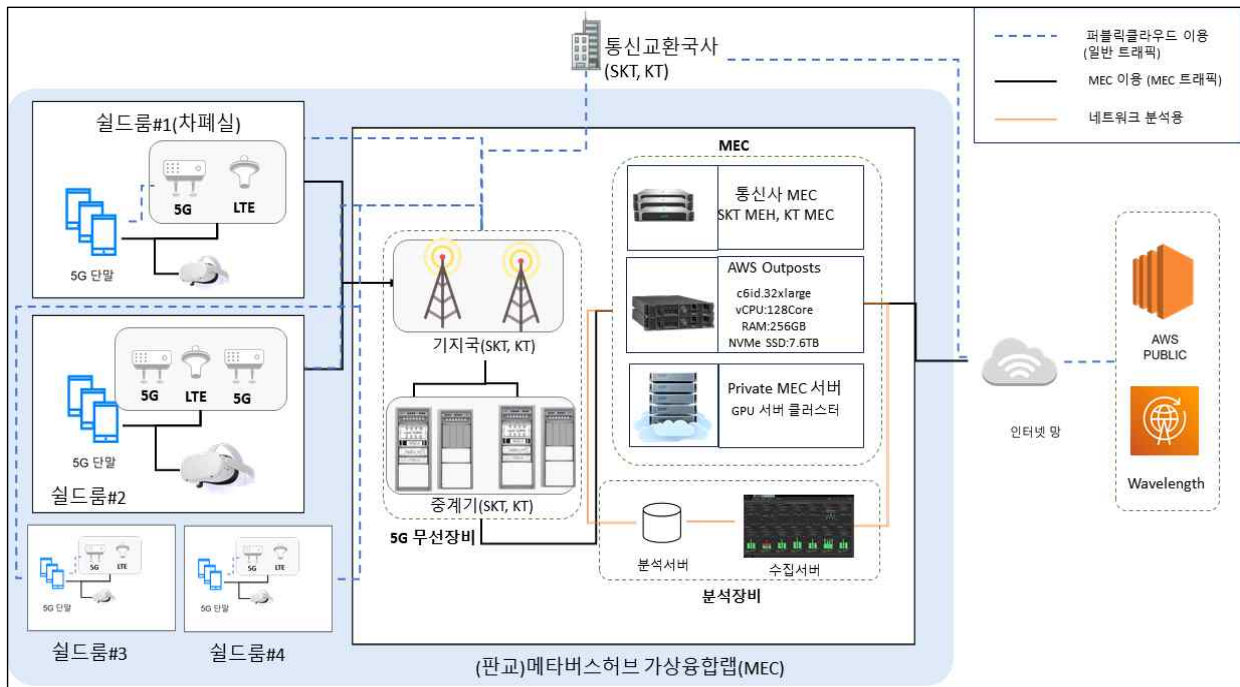 통신교환국사
(SKT, KT)
퍼블릭클라우드 이용
(일반 트래픽)
MEC 이용 (MEC 트래픽)
네트워크 분석용
쉴드룸#1(차폐실)
5G
LTE
5G 단말
5G
LTE
5G
5G 단말
쉴드룸#2
5G
LTE
5G 단말
쉴드룸#3
5G
LTE
5G 단말
쉴드룸#4
기지국(SKT, KT)
중계기(SKT, KT)
5G 무선장비
MEC
통신사 MEC
SKT MEH, KT MEC
AWS Outposts
c6id.32xlarge
vCPU:128Core
RAM:256GB
NVMe SSD:7.6TB
Private MEC 서버
GPU 서버 클러스터
분석서버
수집서버
분석장비
(판교)메타버스허브 가상융합랩(MEC)
인터넷 망
AWS
PUBLIC
Wavelength